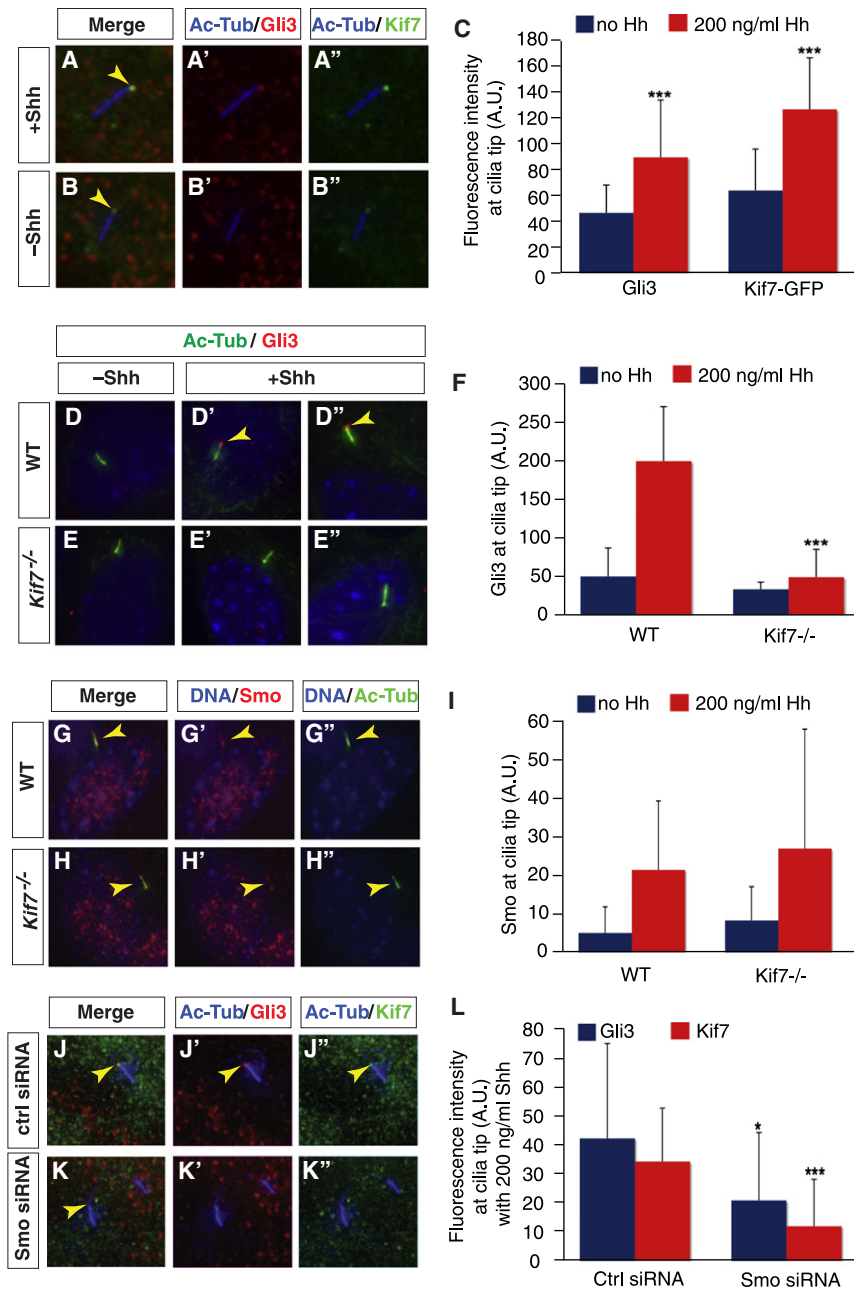 Merge
Ac-Tub/Gli3
Ac-Tub/Kif7
+Shh
A
A'
A"
–Shh
B
B'
B"
C
no Hh
200 ng/ml Hh
Fluorescence intensity
at cilia tip (A.U.)
180
160
140
120
100
80
60
40
20
0
***
***
Gli3
Kif7-GFP
Ac-Tub/ Gli3
–Shh
+Shh
WT
D
D'
D"
Kif7-/-
E
E'
E"
F
no Hh
200 ng/ml Hh
Gli3 at cilia tip (A.U.)
300
250
200
150
100
50
0
***
WT
Kif7-/-
Merge
DNA/Smo
DNA/Ac-Tub
WT
G
G'
G"
Kif7-/-
H
H'
H"
I
no Hh
200 ng/ml Hh
Smo at cilia tip (A.U.)
60
50
40
30
20
10
0
WT
Kif7-/-
Merge
Ac-Tub/Gli3
Ac-Tub/Kif7
ctrl siRNA
J
J'
J"
Smo siRNA
K
K'
K"
L
Gli3
Kif7
Fluorescence intensity
at cilia tip (A.U.)
with 200 ng/ml Shh
80
70
60
50
40
30
20
10
0
*
***
Ctrl siRNA
Smo siRNA